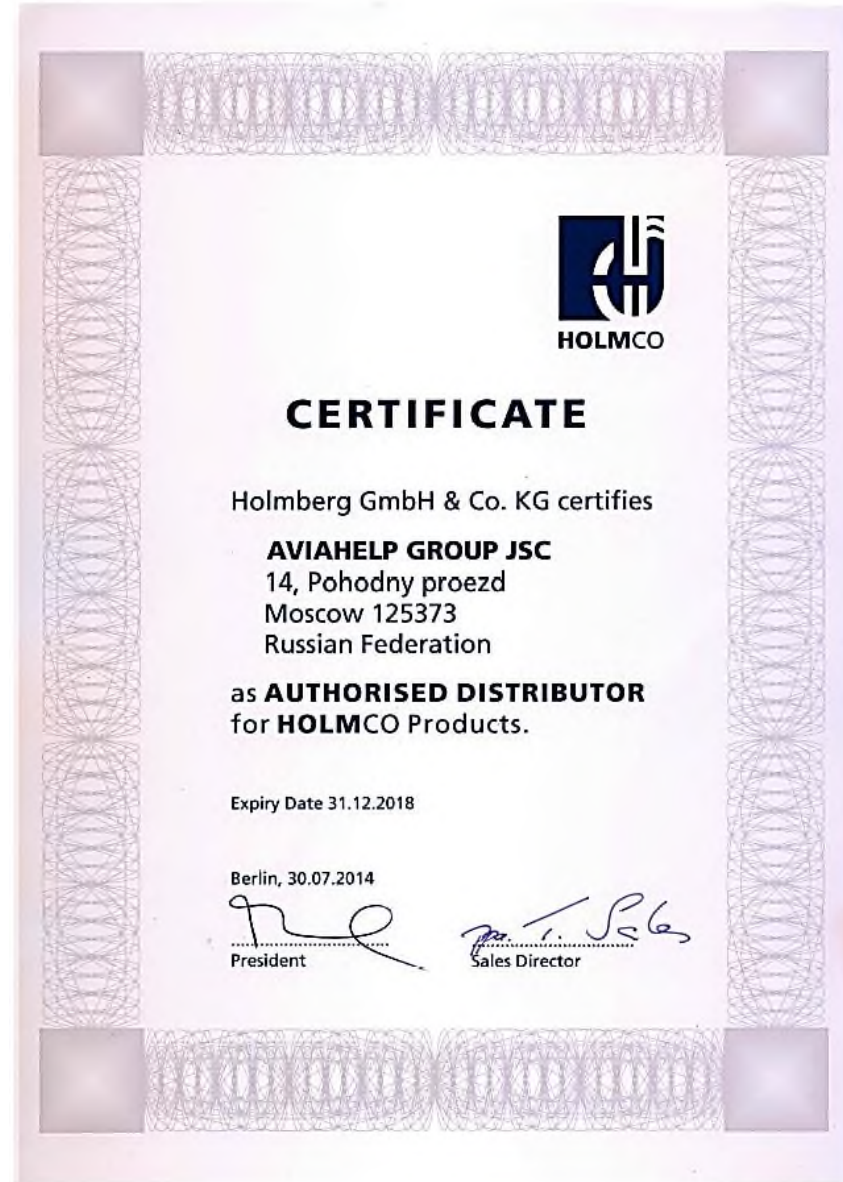 HOLMCO
CERTIFICATE
Holmberg GmbH & Co. KG certifies
AVIAHELP GROUP JSC
14, Pohodny proezd
Moscow 125373
Russian Federation
as AUTHORISED DISTRIBUTOR
for HOLMCO Products.
Expiry Date 31.12.2018
Berlin, 30.07.2014
President
Sales Director